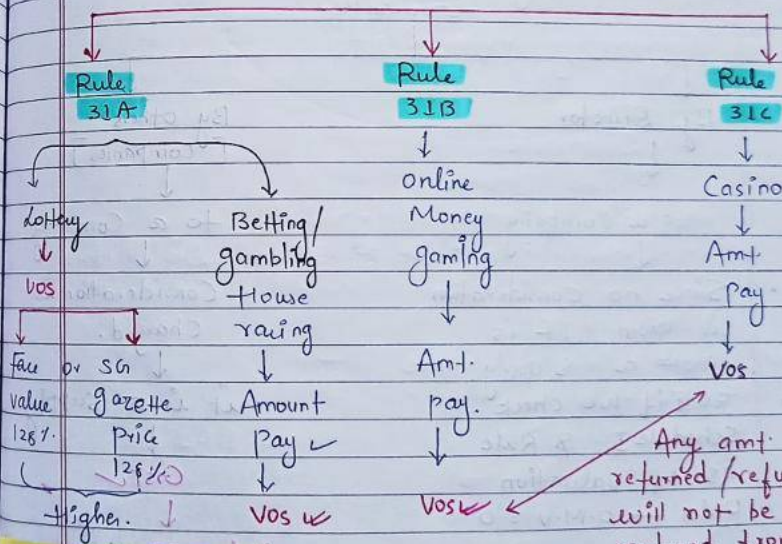 Rule
31A
Rule
31B
Rule
31C
Lottery
VOS
Face or SG
value gazette
128%. price
128%
Higher.
Betting/
gambling
House
racing
Amount
Pay
VOS
Online
Money
gaming
Amt.
pay.
VOS
Casino
Amt.
pay
VOS
Any amt.
returned/refu
will not be